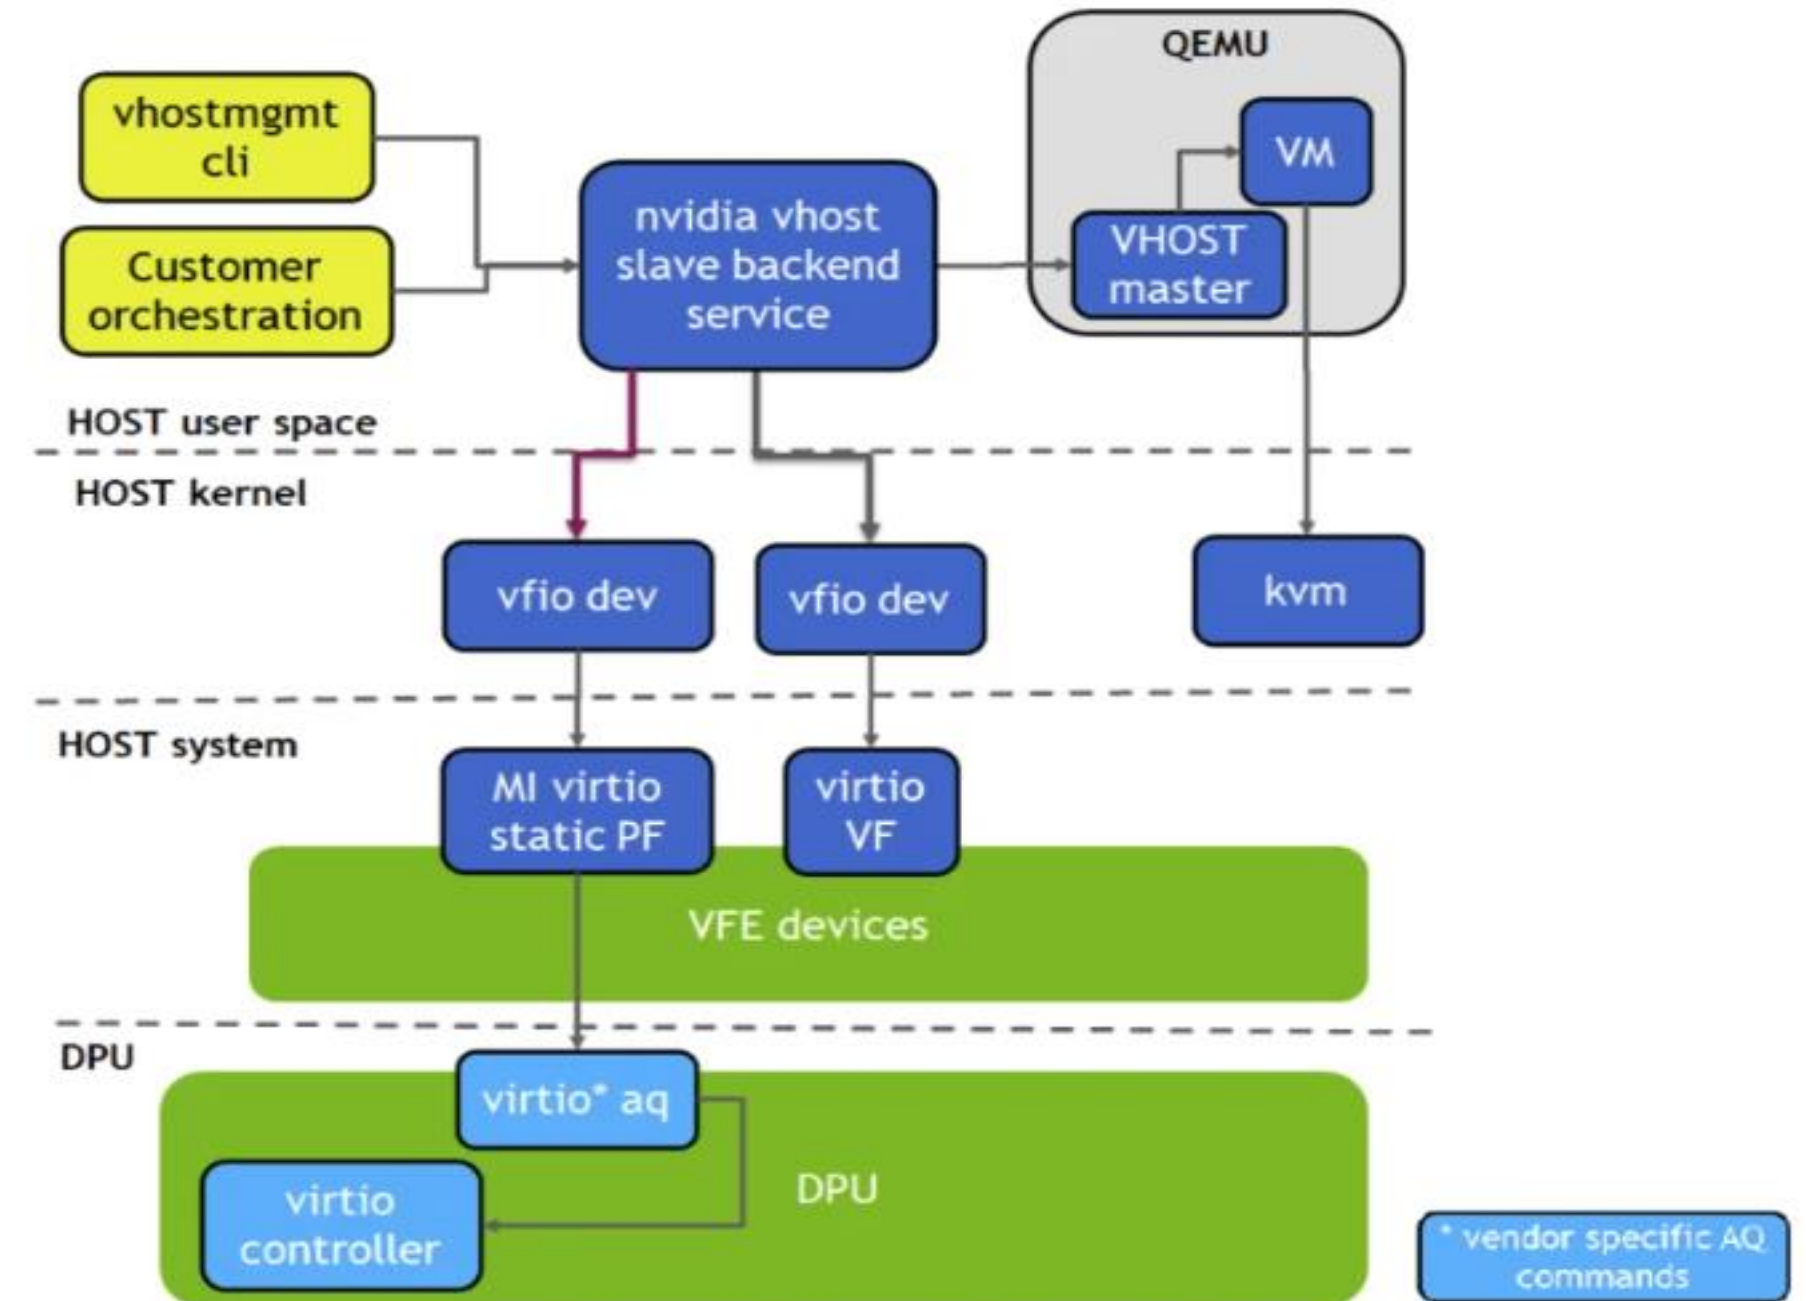 QEMU
vhostmgmt
cli
VM
nvidia vhost
slave backend
service
VHOST
master
Customer
orchestration
HOST user space
HOST kernel
vfio dev
vfio dev
kvm
HOST system
MI virtio
static PF
virtio
VF
VFE devices
DPU
virtio* aq
DPU
virtio
controller
* vendor specific AQ
commands